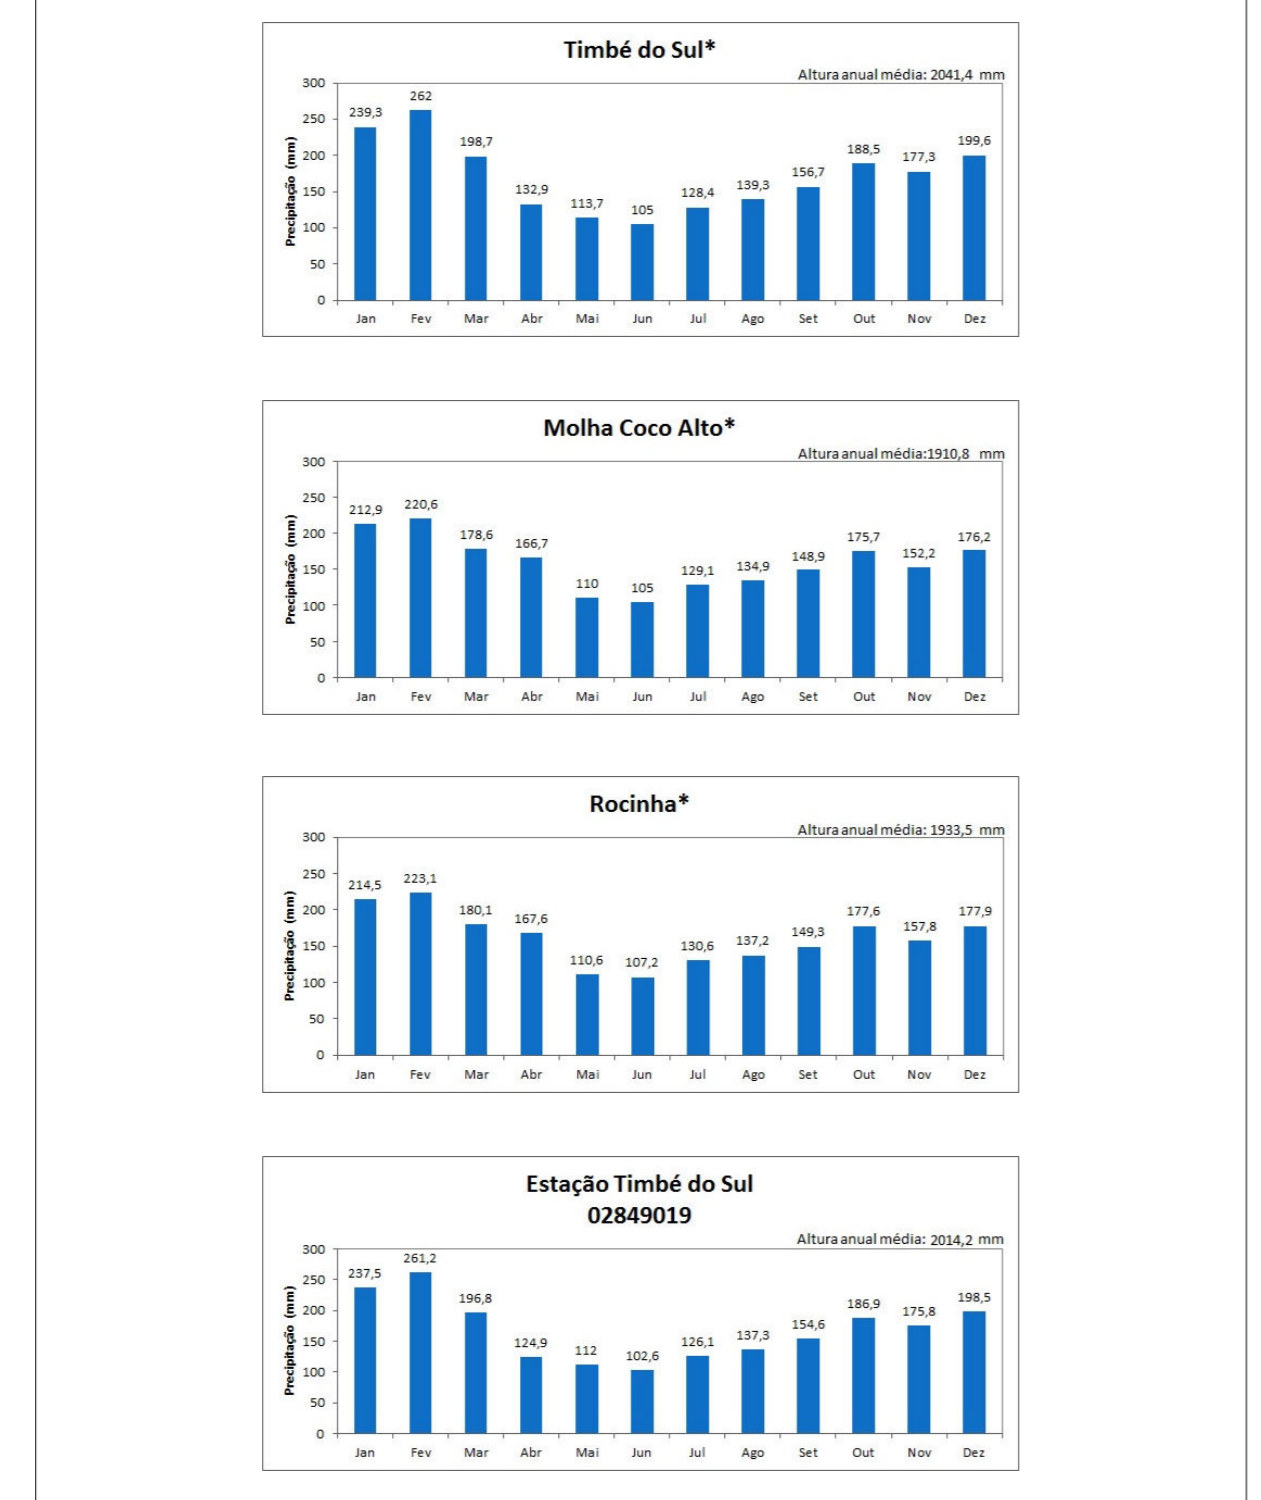 Timbé do Sul*
Altura anual média: 2041,4 mm
Precipitação (mm)
300
250
200
150
100
50
0
239,3 262 198,7 132,9 113,7 105 128,4 139,3 156,7 188,5 177,3 199,6
Jan Fev Mar Abr Mai Jun Jul Ago Set Out Nov Dez
Molha Coco Alto*
Altura anual média:1910,8 mm
Precipitação (mm)
300
250
200
150
100
50
0
212,9 220,6 178,6 166,7 110 105 129,1 134,9 148,9 175,7 152,2 176,2
Jan Fev Mar Abr Mai Jun Jul Ago Set Out Nov Dez
Rocinha*
Altura anual média: 1933,5 mm
Precipitação (mm)
300
250
200
150
100
50
0
214,5 223,1 180,1 167,6 110,6 107,2 130,6 137,2 149,3 177,6 157,8 177,9
Jan Fev Mar Abr Mai Jun Jul Ago Set Out Nov Dez
Estação Timbé do Sul
02849019
Altura anual média: 2014,2 mm
Precipitação (mm)
300
250
200
150
100
50
0
237,5 261,2 196,8 124,9 112 102,6 126,1 137,3 154,6 186,9 175,8 198,5
Jan Fev Mar Abr Mai Jun Jul Ago Set Out Nov Dez